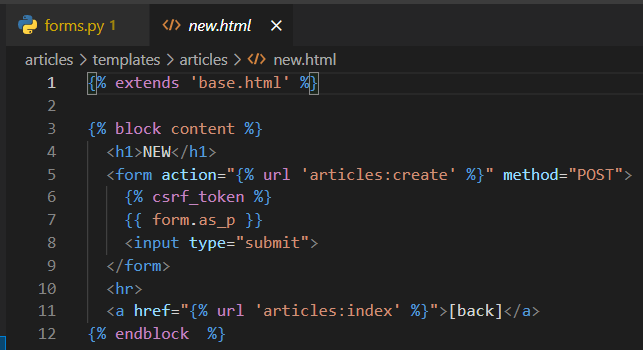 forms.py 1 new.html
articles > templates > articles > new.html
1 {% extends 'base.html' %}
2
3 {% block content %}
4   <h1>NEW</h1>
5   <form action="{% url 'articles:create' %}" method="POST">
6     {% csrf_token %}
7     {{ form.as_p }}
8     <input type="submit">
9   </form>
10   <hr>
11   <a href="{% url 'articles:index' %}">[back]</a>
12 {% endblock  %}